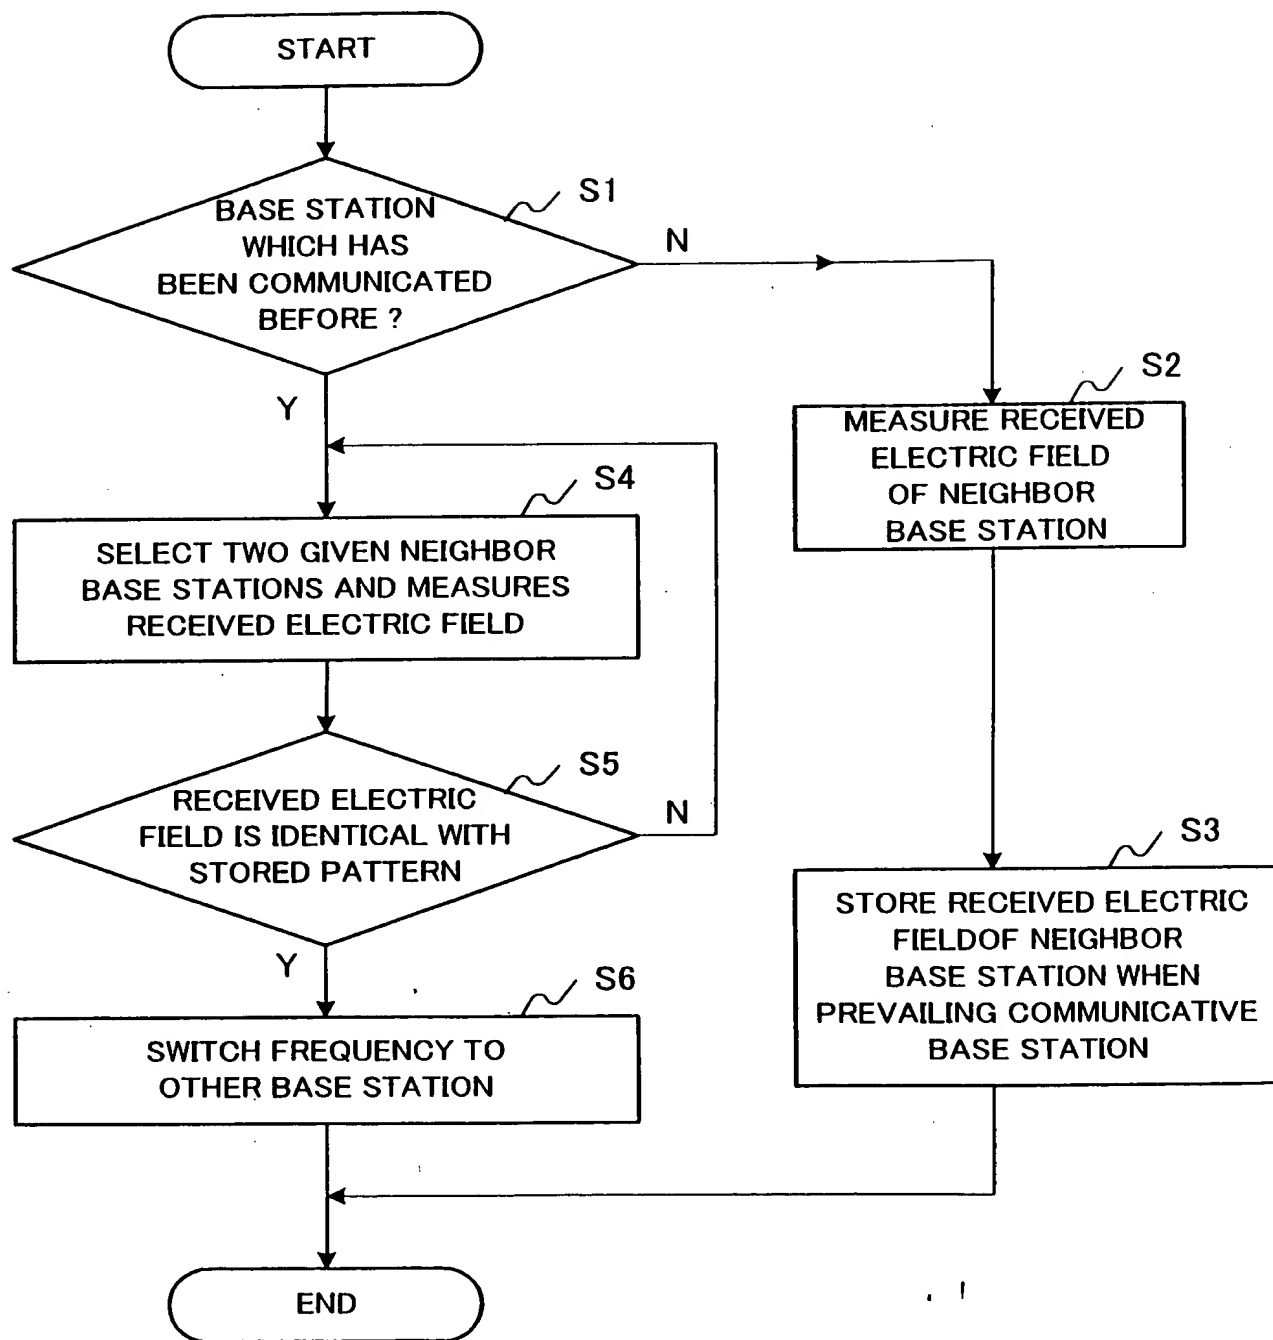 START
S1
BASE STATION
WHICH HAS
BEEN COMMUNICATED
BEFORE ?
N
Y
S2
MEASURE RECEIVED
ELECTRIC FIELD
OF NEIGHBOR
BASE STATION
S4
SELECT TWO GIVEN NEIGHBOR
BASE STATIONS AND MEASURES
RECEIVED ELECTRIC FIELD
S5
RECEIVED ELECTRIC
FIELD IS IDENTICAL WITH
STORED PATTERN
N
Y
S3
STORE RECEIVED ELECTRIC
FIELDOF NEIGHBOR
BASE STATION WHEN
PREVAILING COMMUNICATIVE
BASE STATION
S6
SWITCH FREQUENCY TO
OTHER BASE STATION
END